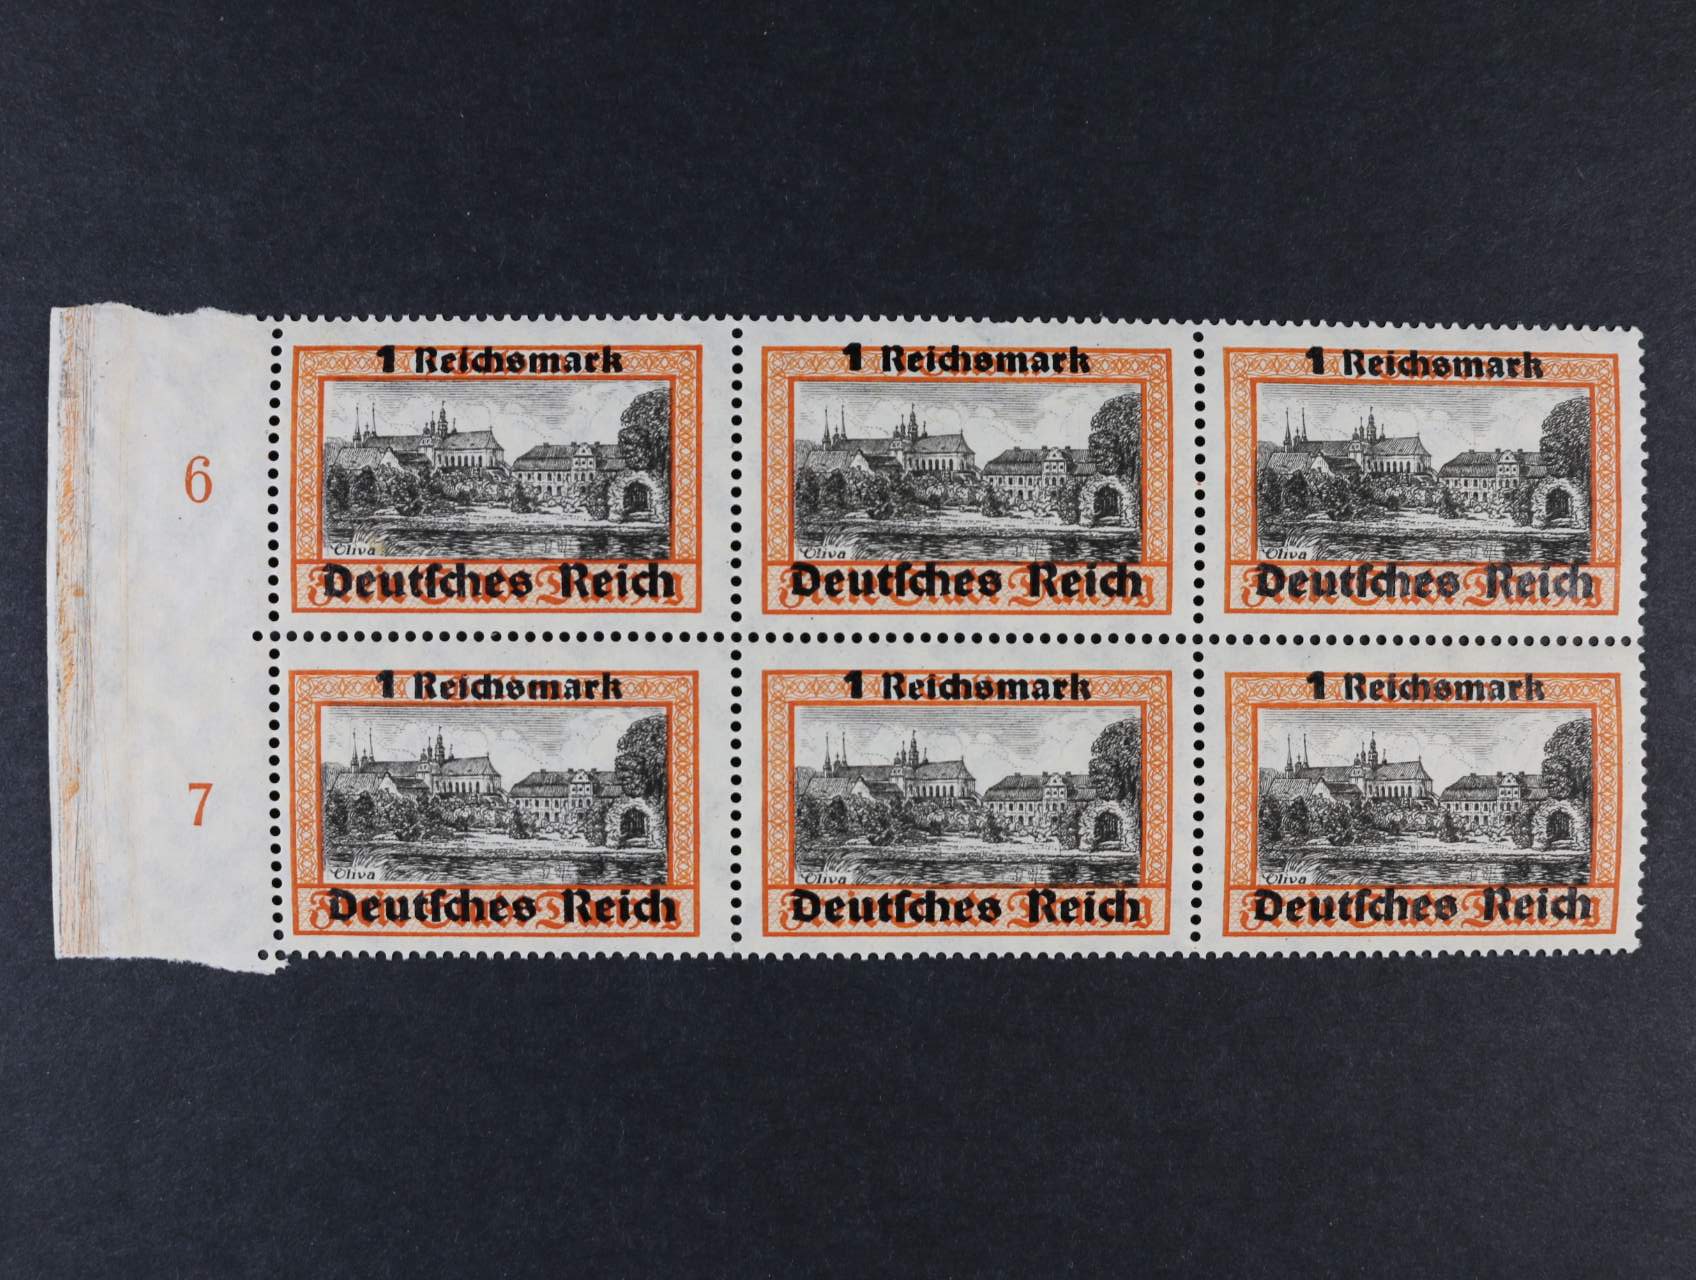 1 Reichsmark 1 Reichsmark 1 Reichsmark
6
Oliva Oliva Oliva
Deutsches Reich Deutsches Reich Deutsches Reich
1 Reichsmark 1 Reichsmark 1 Reichsmark
7
Oliva Oliva Oliva
Deutsches Reich Deutsches Reich Deutsches Reich